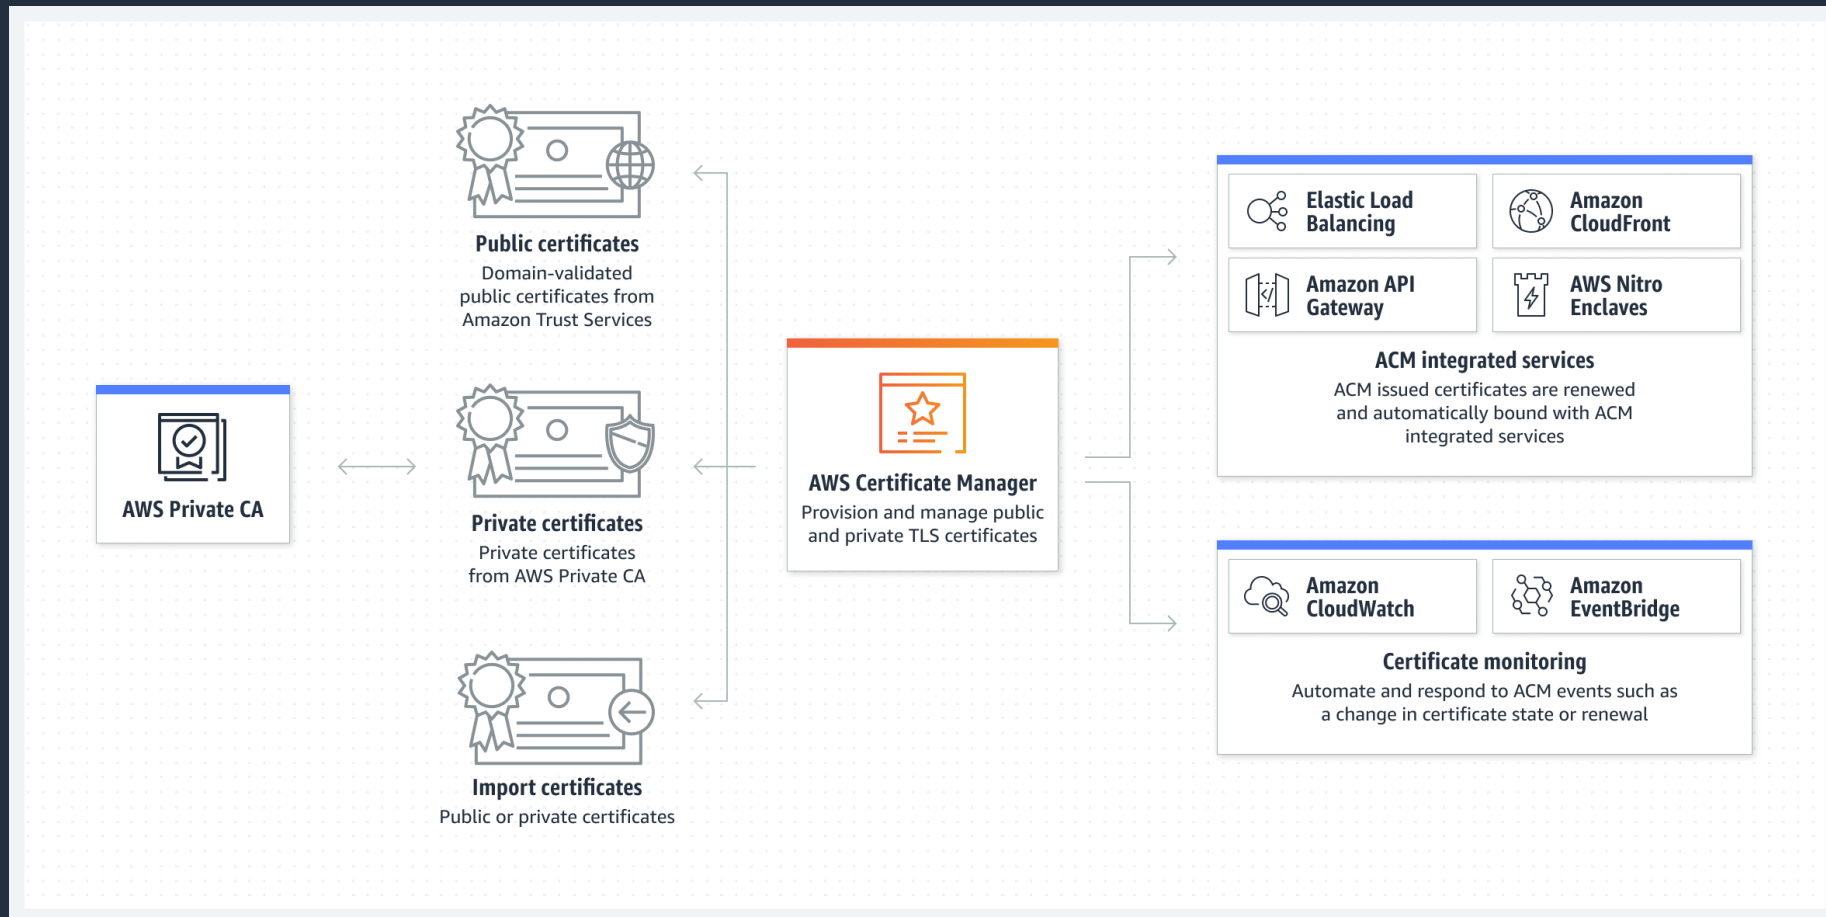 Public certificates
Domain-validated
public certificates from
Amazon Trust Services
AWS Private CA
Private certificates
Private certificates
from AWS Private CA
Import certificates
Public or private certificates
AWS Certificate Manager
Provision and manage public
and private TLS certificates
Elastic Load
Balancing
Amazon
CloudFront
Amazon API
Gateway
</>
AWS Nitro
Enclaves
ACM integrated services
ACM issued certificates are renewed
and automatically bound with ACM
integrated services
Amazon
CloudWatch
Amazon
EventBridge
Certificate monitoring
Automate and respond to ACM events such as
a change in certificate state or renewal